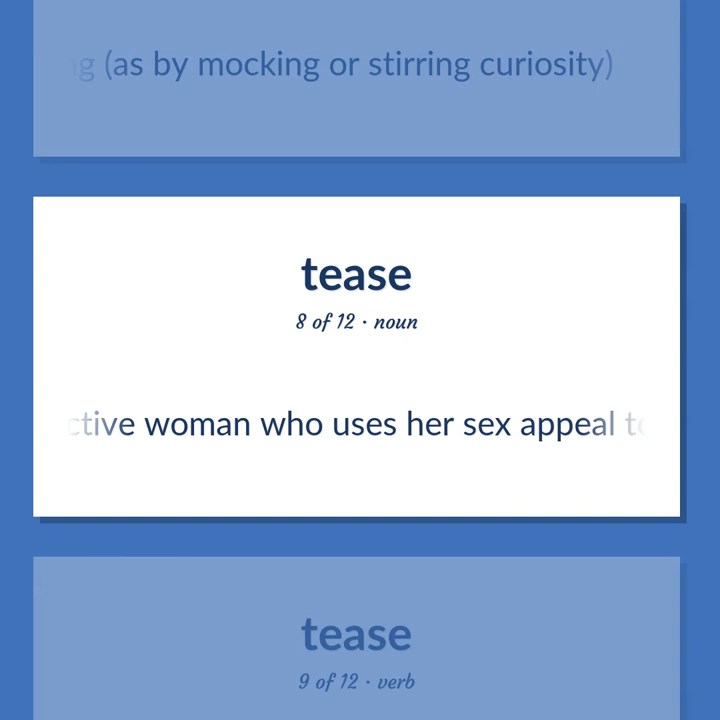 (as by mocking or stirring curiosity)
tease
8 of 12 · noun
woman who uses her sex appeal
tease
9 of 12 · verb